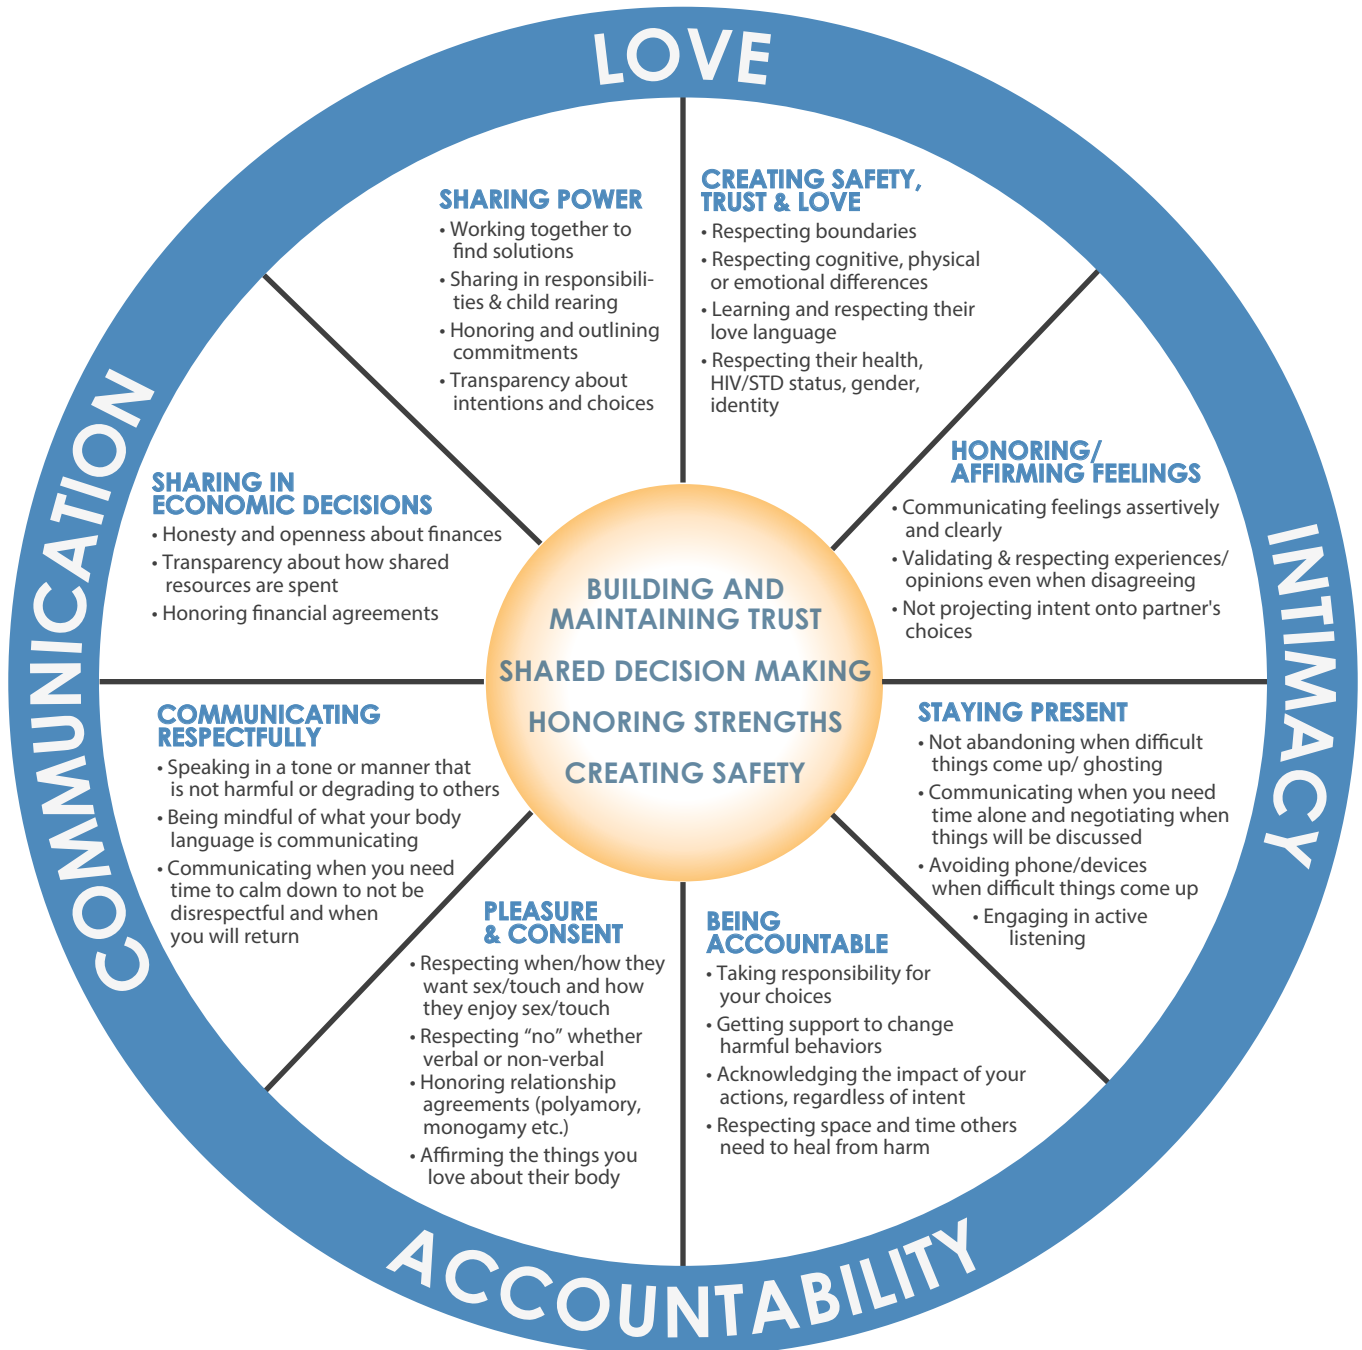 LOVE
SHARING POWER
• Working together to
find solutions
• Sharing in responsibili-
ties & child rearing
• Honoring and outlining
commitments
• Transparency about
intentions and choices
CREATING SAFETY,
TRUST & LOVE
• Respecting boundaries
• Respecting cognitive, physical
or emotional differences
• Learning and respecting their
love language
• Respecting their health,
HIV/STD status, gender,
identity
HONORING/
AFFIRMING FEELINGS
• Communicating feelings assertively
and clearly
• Validating & respecting experiences/
opinions even when disagreeing
• Not projecting intent onto partner's
choices
INTIMACY
STAYING PRESENT
• Not abandoning when difficult
things come up/ ghosting
• Communicating when you need
time alone and negotiating when
things will be discussed
• Avoiding phone/devices
when difficult things come up
• Engaging in active
listening
BEING
ACCOUNTABLE
• Taking responsibility for
your choices
• Getting support to change
harmful behaviors
• Acknowledging the impact of your
actions, regardless of intent
• Respecting space and time others
need to heal from harm
ACCOUNTABILITY
PLEASURE
& CONSENT
• Respecting when/how they
want sex/touch and how
they enjoy sex/touch
• Respecting “no” whether
verbal or non-verbal
• Honoring relationship
agreements (polyamory,
monogamy etc.)
• Affirming the things you
love about their body
COMMUNICATING
RESPECTFULLY
• Speaking in a tone or manner that
is not harmful or degrading to others
• Being mindful of what your body
language is communicating
• Communicating when you need
time to calm down to not be
disrespectful and when
you will return
COMMUNICATION
SHARING IN
ECONOMIC DECISIONS
• Honesty and openness about finances
• Transparency about how shared
resources are spent
• Honoring financial agreements
BUILDING AND
MAINTAINING TRUST
SHARED DECISION MAKING
HONORING STRENGTHS
CREATING SAFETY